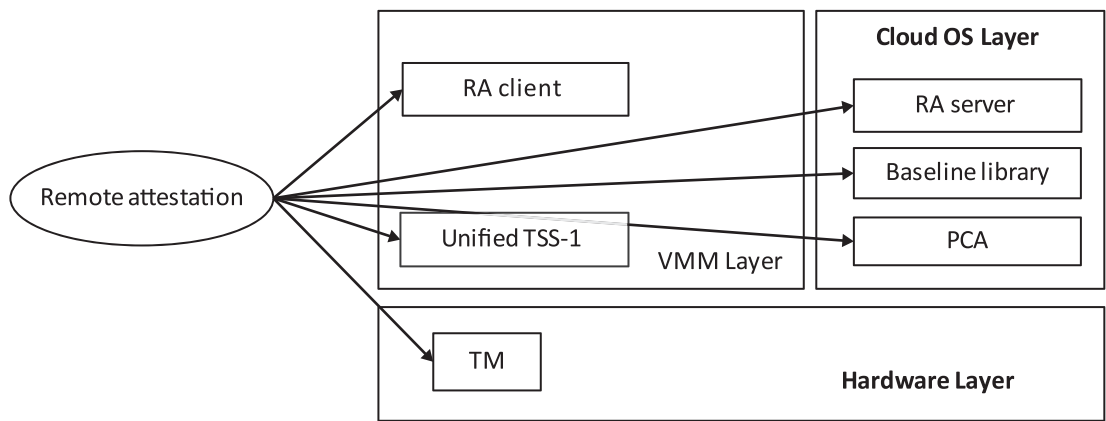 Cloud OS Layer
RA client
RA server
Baseline library
Remote attestation
Unified TSS-1
PCA
VMM Layer
TM
Hardware Layer